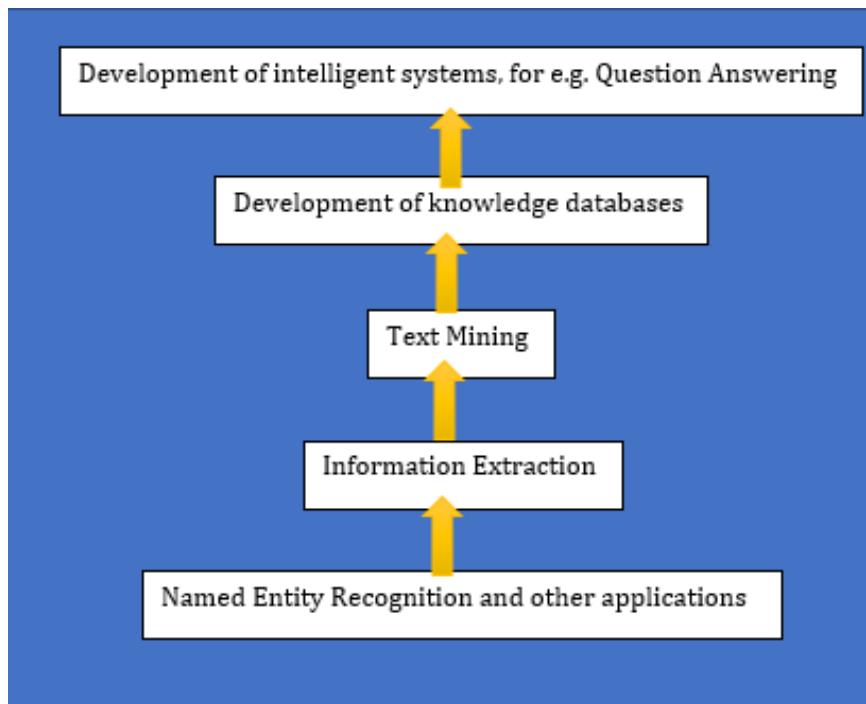 Development of intelligent systems, for e.g. Question Answering
Development of knowledge databases
Text Mining
Information Extraction
Named Entity Recognition and other applications